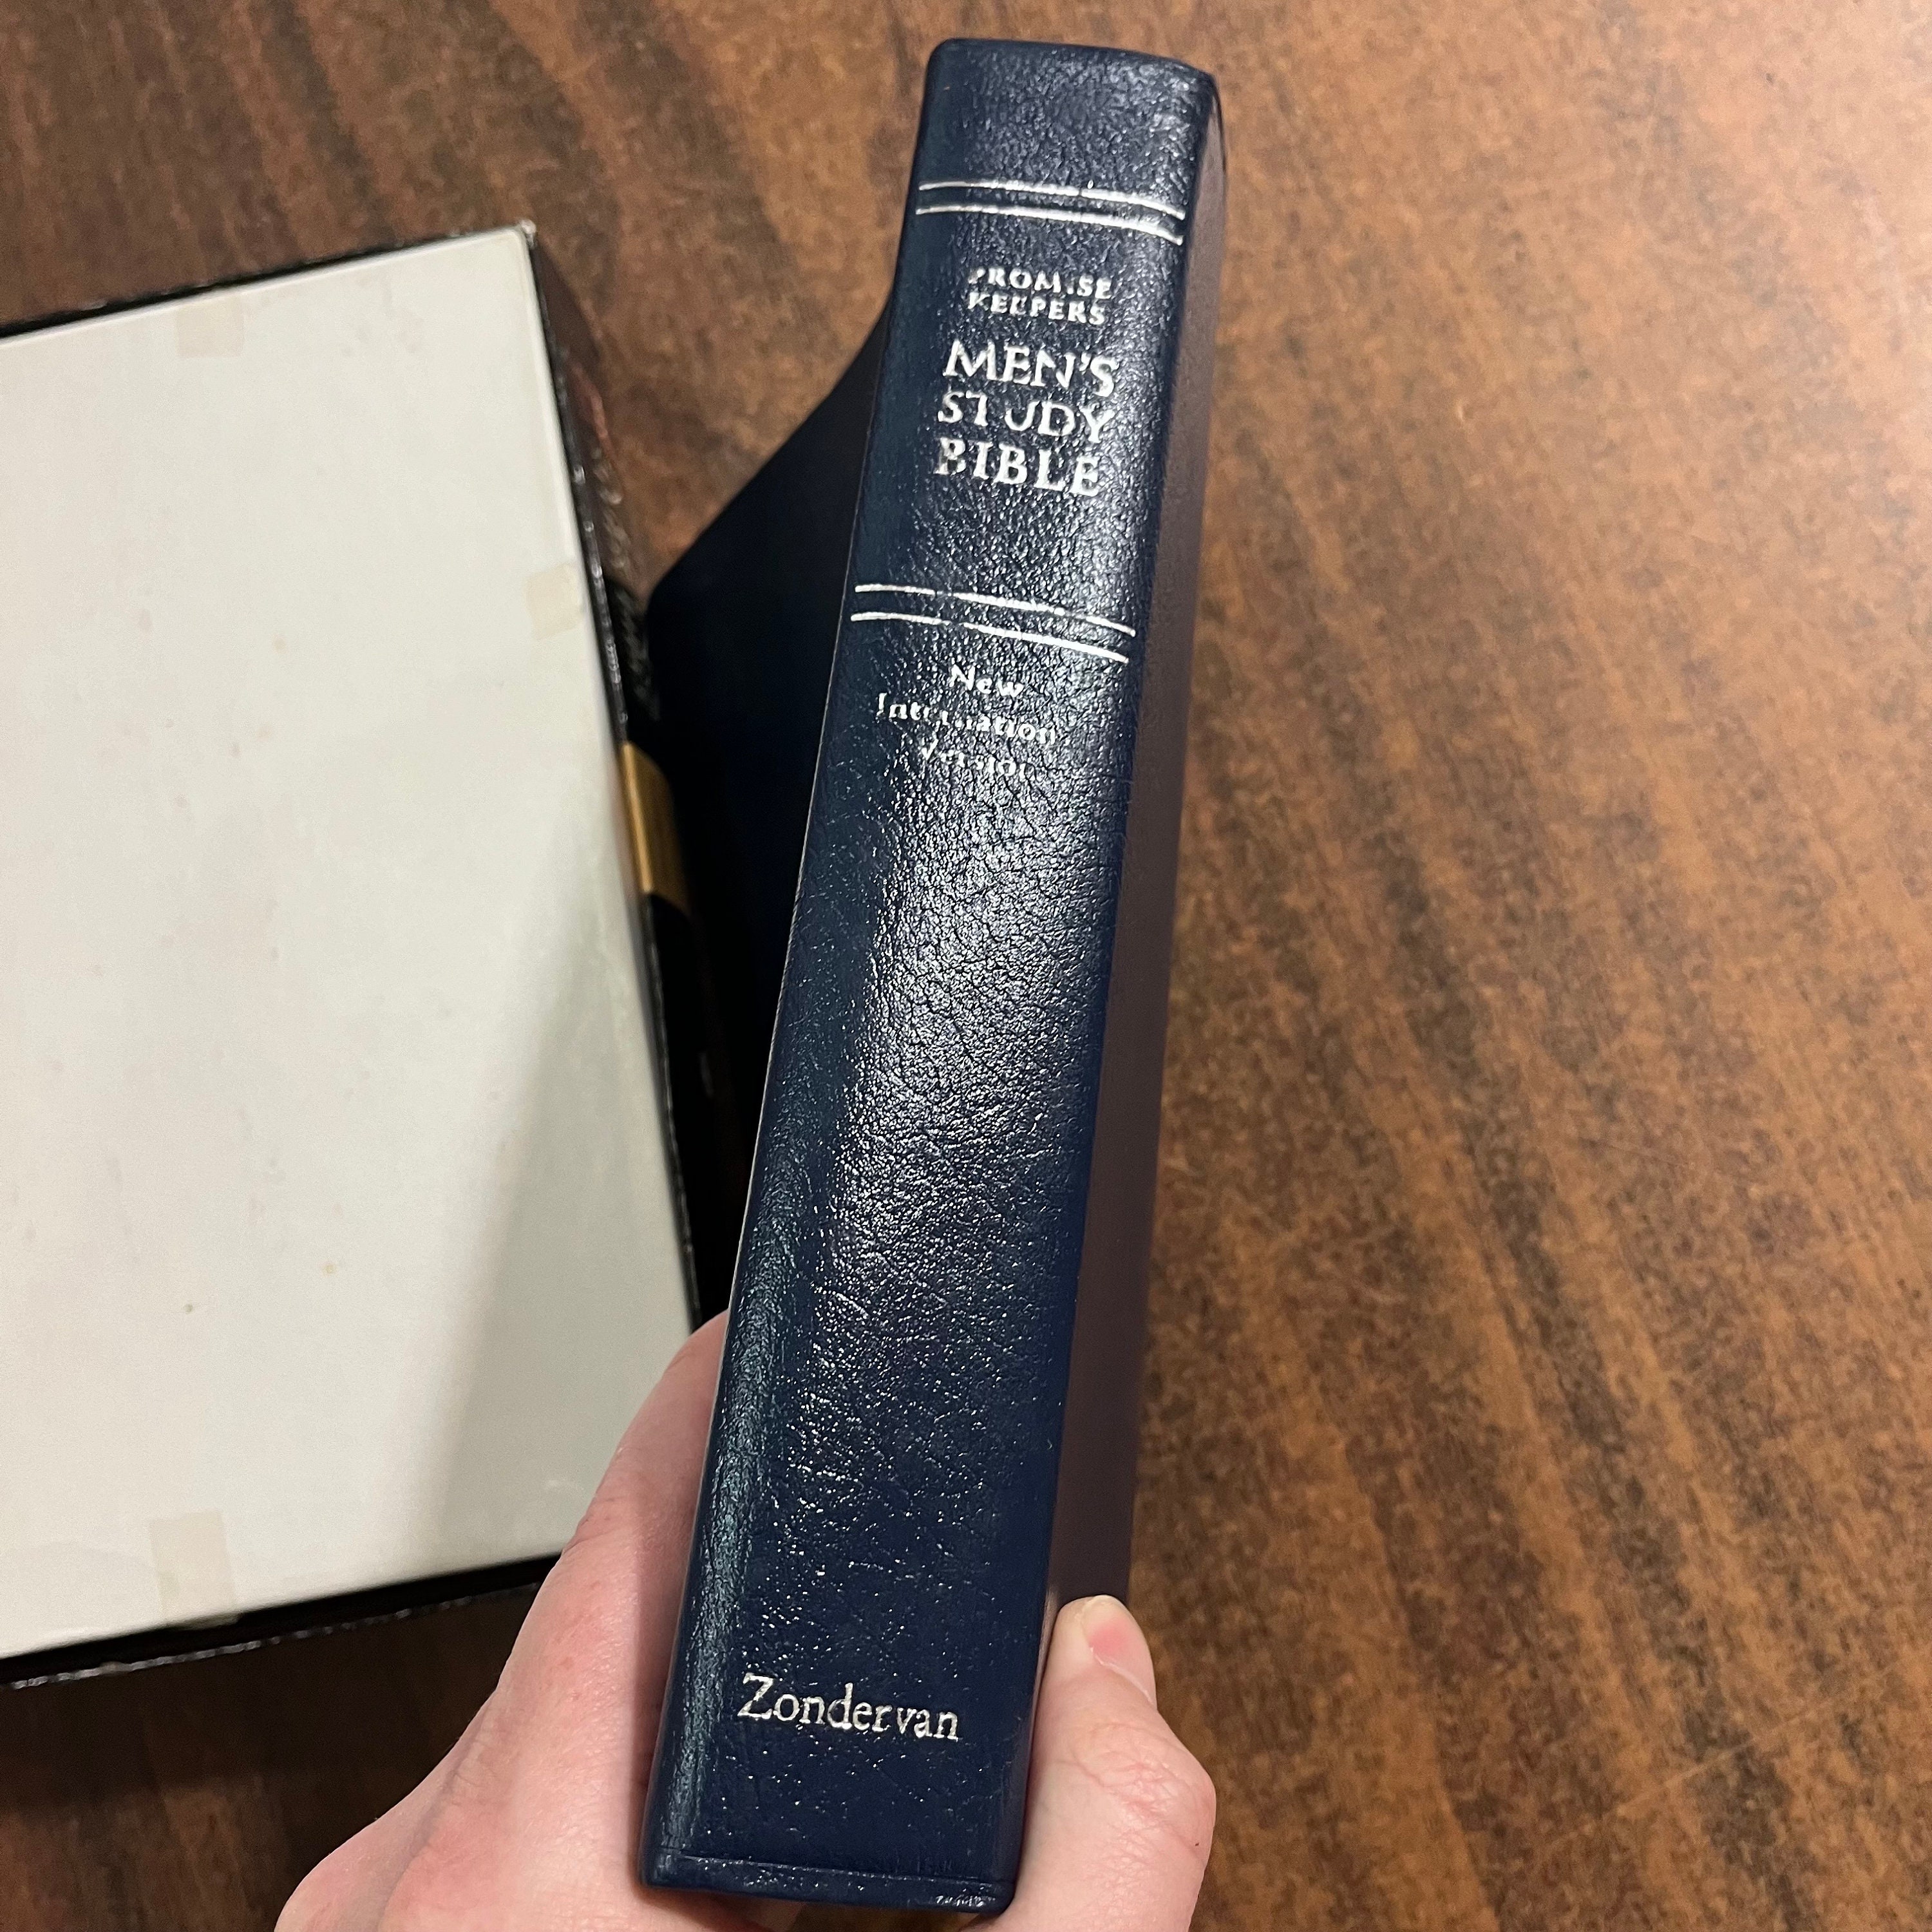 PROMISE
KEEPERS
MEN'S
STUDY
BIBLE
New
International
Version
Zondervan